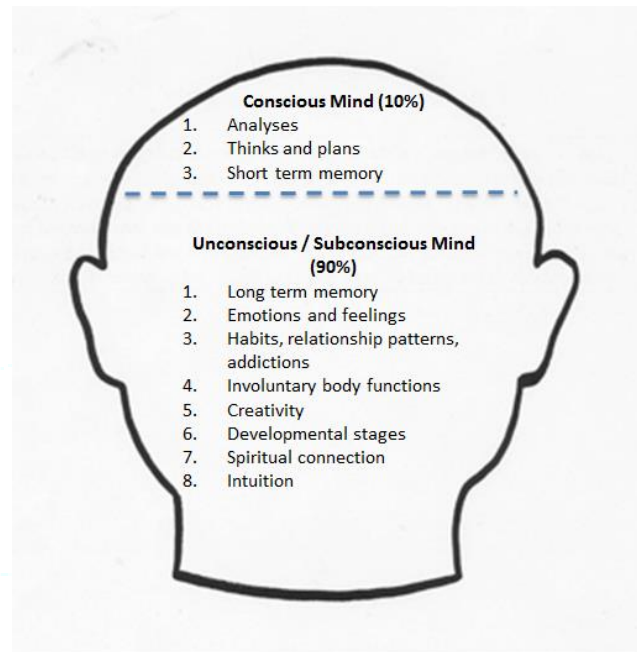 Conscious Mind (10%)
1. Analyses
2. Thinks and plans
3. Short term memory
Unconscious / Subconscious Mind
(90%)
1. Long term memory
2. Emotions and feelings
3. Habits, relationship patterns,
addictions
4. Involuntary body functions
5. Creativity
6. Developmental stages
7. Spiritual connection
8. Intuition